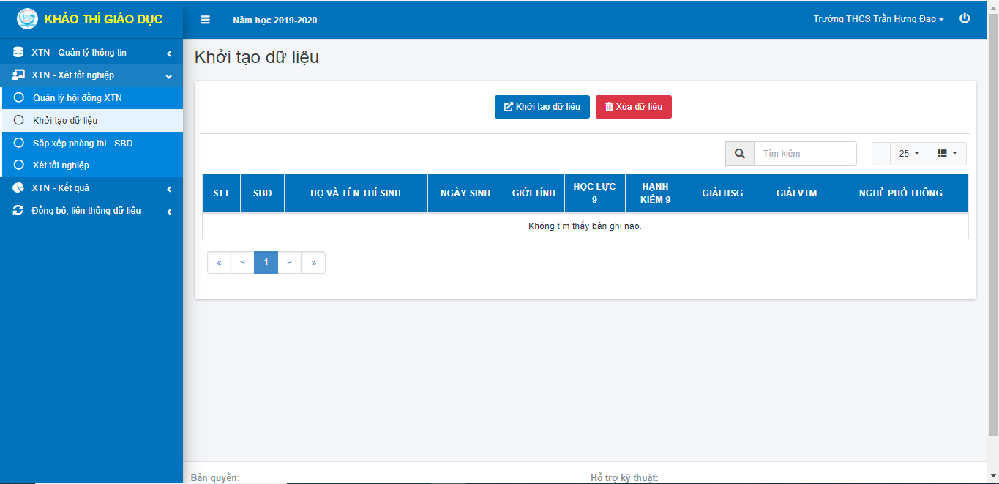 KHẢO THÍ GIÁO DỤC
Năm học 2019-2020
Trường THCS Trần Hưng Đạo
XTN - Quản lý thông tin
XTN - Xét tốt nghiệp
Quản lý hội đồng XTN
Khởi tạo dữ liệu
Sắp xếp phòng thi - SBD
Xét tốt nghiệp
XTN - Kết quả
Đồng bộ, liên thông dữ liệu
Khởi tạo dữ liệu
Khởi tạo dữ liệu
Xóa dữ liệu
Tìm kiếm
25
STT
SBD
HỌ VÀ TÊN THÍ SINH
NGÀY SINH
GIỚI TÍNH
HỌC LỰC
9
HẠNH
KIỂM 9
GIẢI HSG
GIẢI VTM
NGHỀ PHỔ THÔNG
Không tìm thấy bản ghi nào.
« < 1 > »
Bản quyền:
Hỗ trợ kỹ thuật: